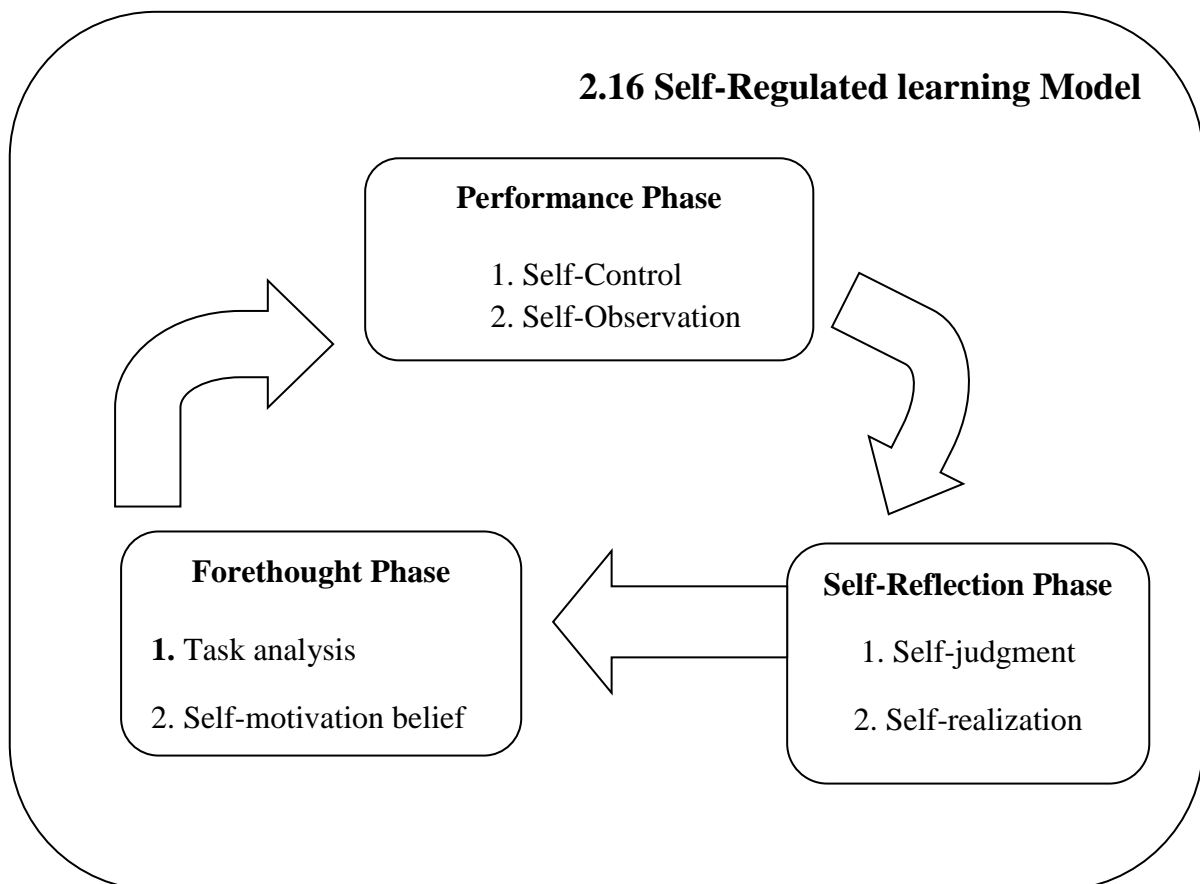 2.16 Self-Regulated learning Model
Performance Phase
1. Self-Control
2. Self-Observation
Forethought Phase
1. Task analysis
2. Self-motivation belief
Self-Reflection Phase
1. Self-judgment
2. Self-realization